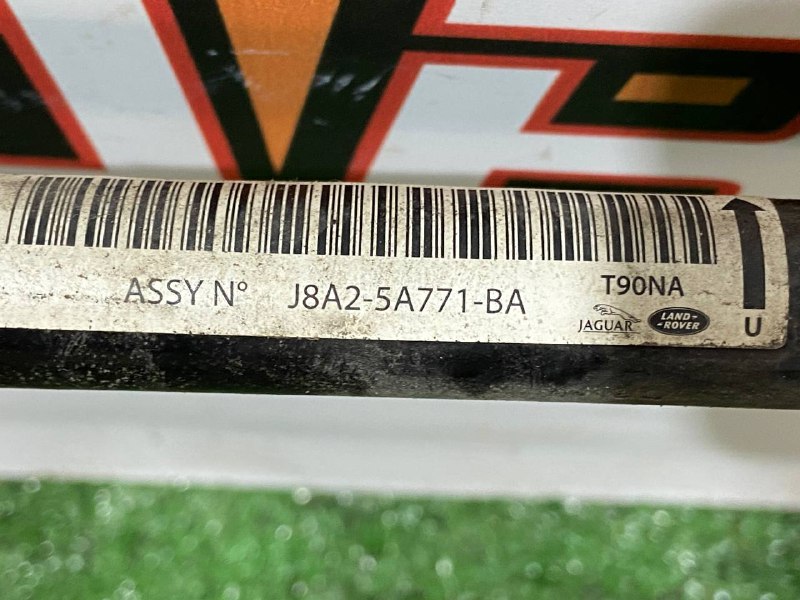 ASSY N° J8A2-5A771-BA
T90NA
JAGUAR
LAND-
-ROVER
U